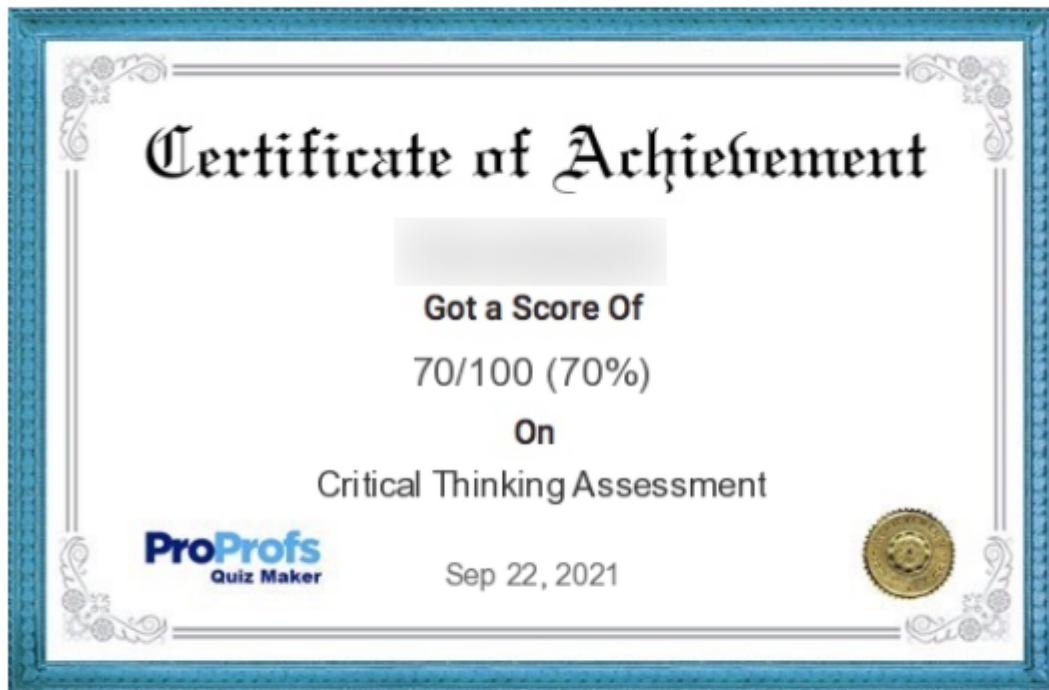 Certificate of Achievement
Got a Score Of
70/100 (70%)
On
Critical Thinking Assessment
ProProfs
Quiz Maker
Sep 22, 2021